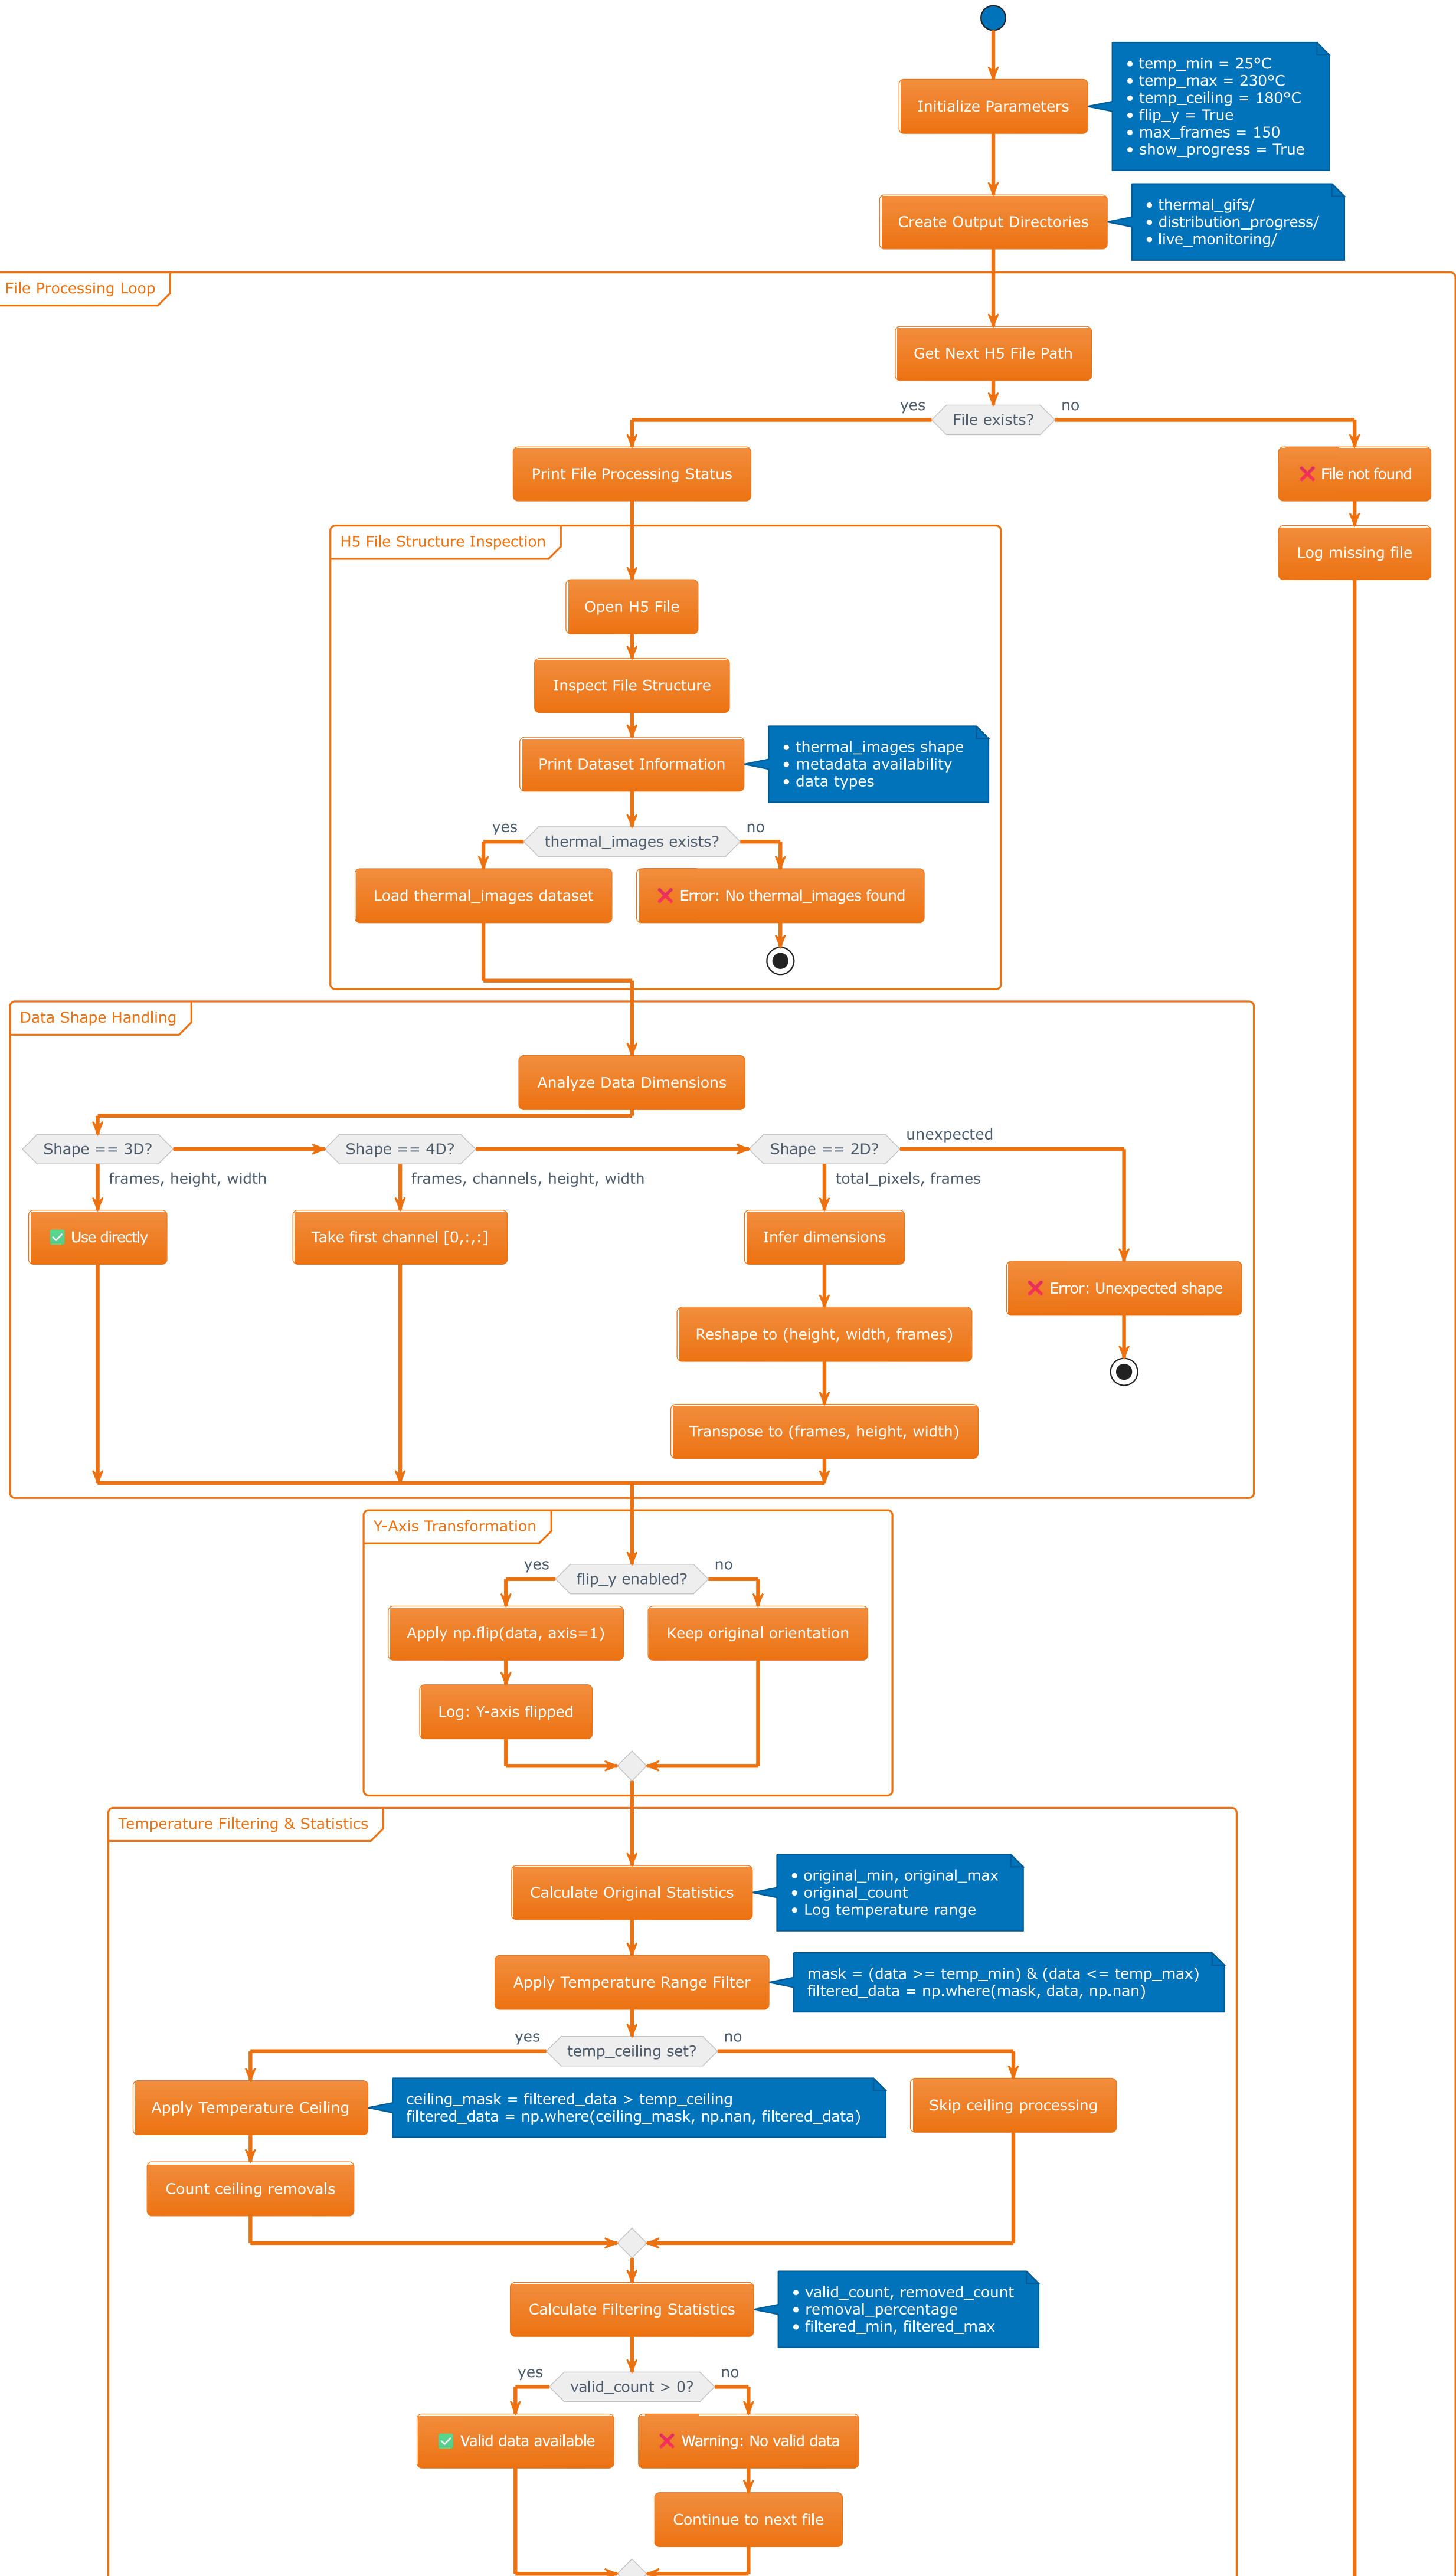 Initialize Parameters
• temp_min = 25°C
• temp_max = 230°C
• temp_ceiling = 180°C
• flip_y = True
• max_frames = 150
• show_progress = True
Create Output Directories
• thermal_gifs/
• distribution_progress/
• live_monitoring/
File Processing Loop
Get Next H5 File Path
File exists?
yes
no
Print File Processing Status
❌ File not found
Log missing file
H5 File Structure Inspection
Open H5 File
Inspect File Structure
Print Dataset Information
• thermal_images shape
• metadata availability
• data types
thermal_images exists?
yes
no
Load thermal_images dataset
❌ Error: No thermal_images found
Data Shape Handling
Analyze Data Dimensions
Shape == 3D?
frames, height, width
✅ Use directly
Shape == 4D?
frames, channels, height, width
Take first channel [0,:,:]
Shape == 2D?
total_pixels, frames
Infer dimensions
Reshape to (height, width, frames)
Transpose to (frames, height, width)
unexpected
❌ Error: Unexpected shape
Y-Axis Transformation
flip_y enabled?
yes
no
Apply np.flip(data, axis=1)
Log: Y-axis flipped
Keep original orientation
Temperature Filtering & Statistics
Calculate Original Statistics
• original_min, original_max
• original_count
• Log temperature range
Apply Temperature Range Filter
mask = (data >= temp_min) & (data <= temp_max)
filtered_data = np.where(mask, data, np.nan)
temp_ceiling set?
yes
no
Apply Temperature Ceiling
ceiling_mask = filtered_data > temp_ceiling
filtered_data = np.where(ceiling_mask, np.nan, filtered_data)
Count ceiling removals
Skip ceiling processing
Calculate Filtering Statistics
• valid_count, removed_count
• removal_percentage
• filtered_min, filtered_max
valid_count > 0?
yes
no
✅ Valid data available
❌ Warning: No valid data
Continue to next file